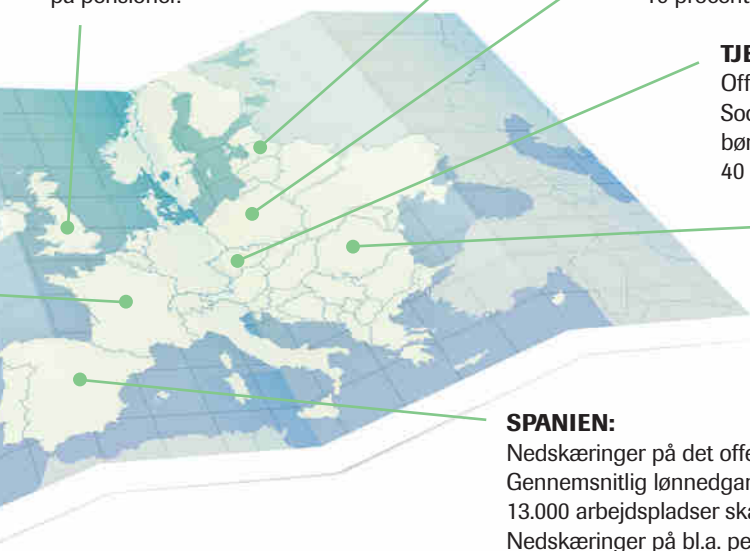 på pensioner.
10 procent
TJE
Off
Soc
bør
40
SPANIEN:
Nedskæringer på det offe
Gennemsnitlig lønnedgan
13.000 arbejdspladser ska
Nedskæringer på bl.a. pe